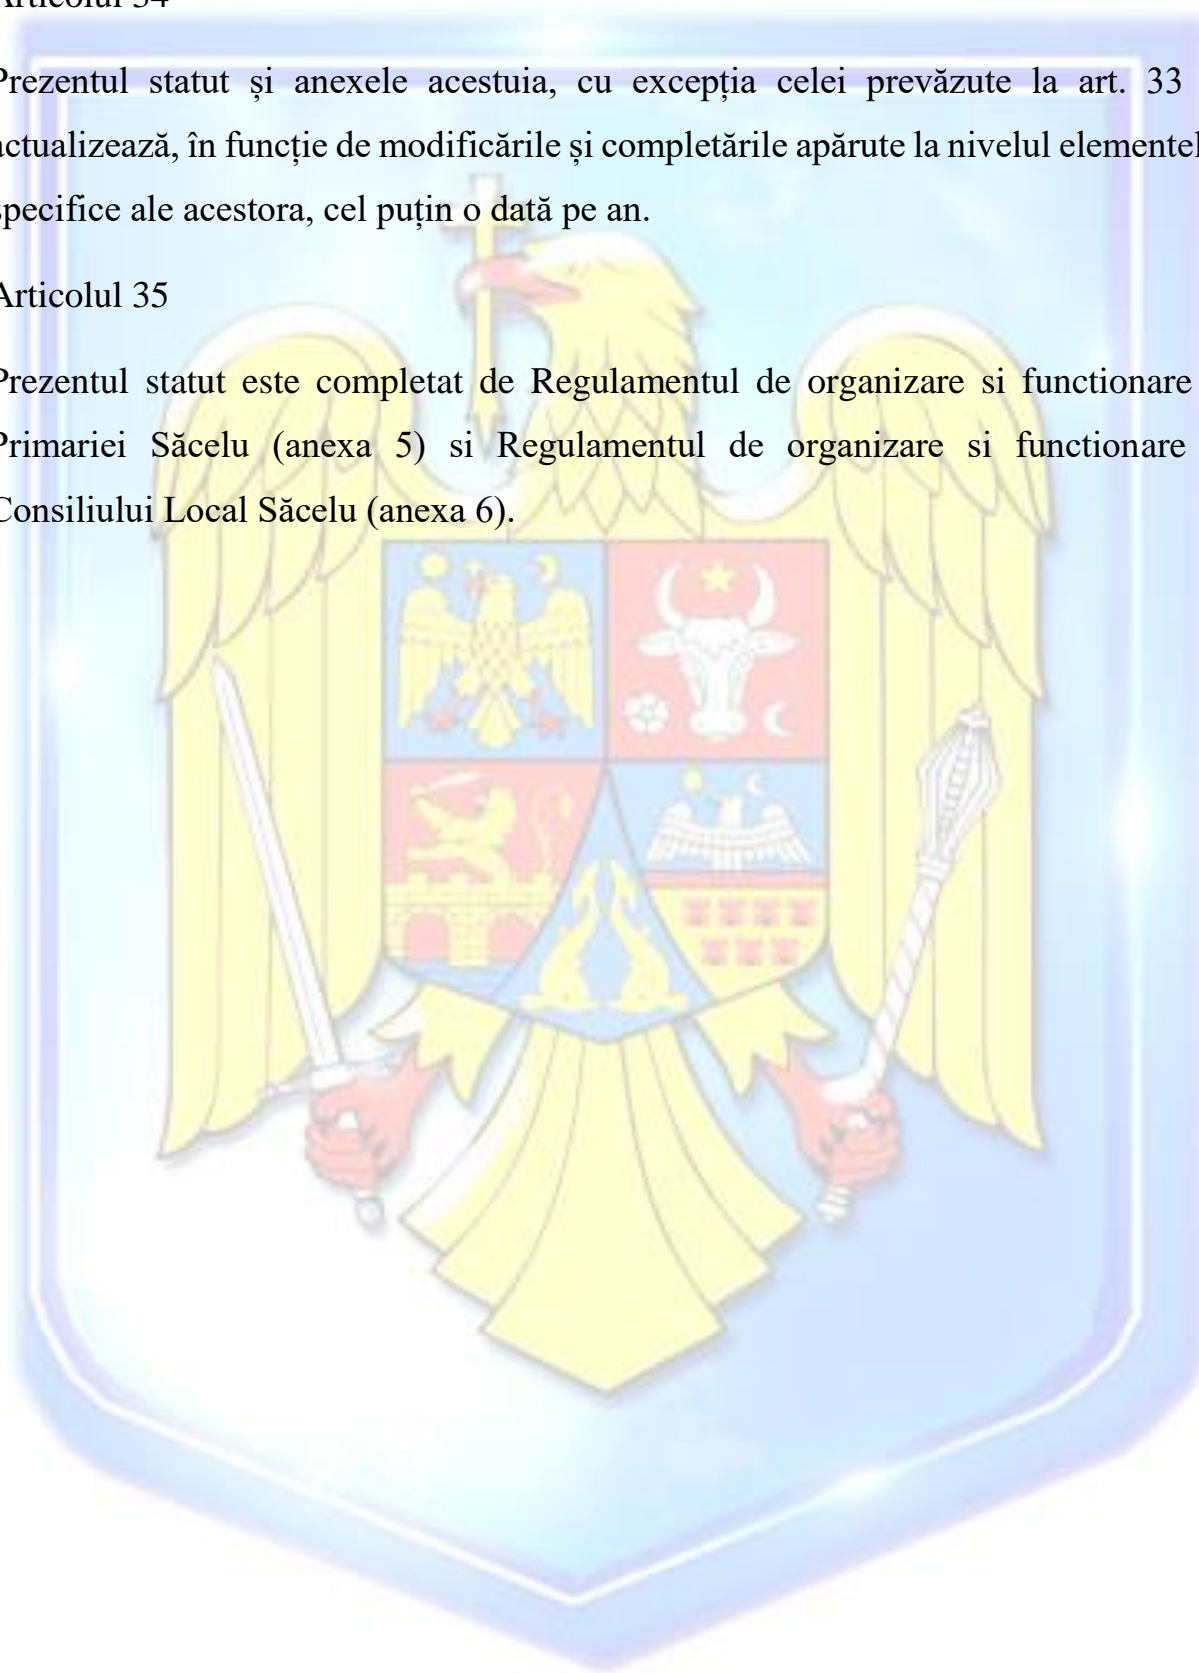 Articolul 34
Prezentul statut și anexele acestuia, cu excepția celei prevăzute la art. 33
actualizează, în funcție de modificările și completările apărute la nivelul elementel
specifice ale acestora, cel puțin o dată pe an.
Articolul 35
Prezentul statut este completat de Regulamentul de organizare si functionare
Primariei Săcelu (anexa 5) si Regulamentul de organizare si functionare
Consiliului Local Săcelu (anexa 6).